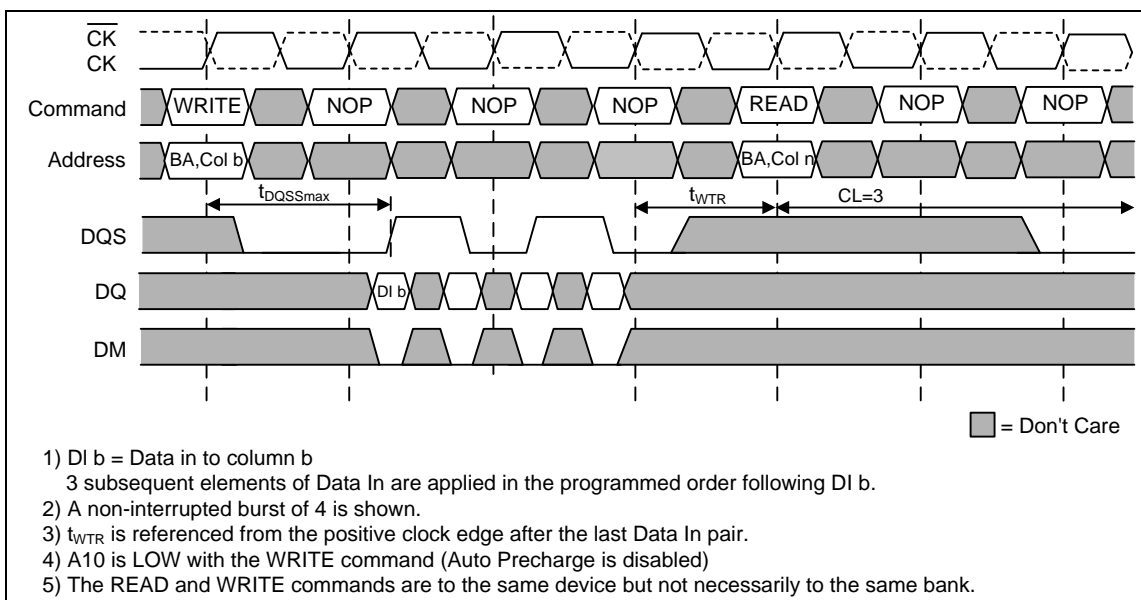 CK
CK
Command WRITE NOP NOP NOP READ NOP NOP
Address BA,Col b BA,Col n
tDQSSmax tWTR CL=3
DQS
DQ DI b
DM
= Don't Care
1) DI b = Data in to column b
3 subsequent elements of Data In are applied in the programmed order following DI b.
2) A non-interrupted burst of 4 is shown.
3) tWTR is referenced from the positive clock edge after the last Data In pair.
4) A10 is LOW with the WRITE command (Auto Precharge is disabled)
5) The READ and WRITE commands are to the same device but not necessarily to the same bank.